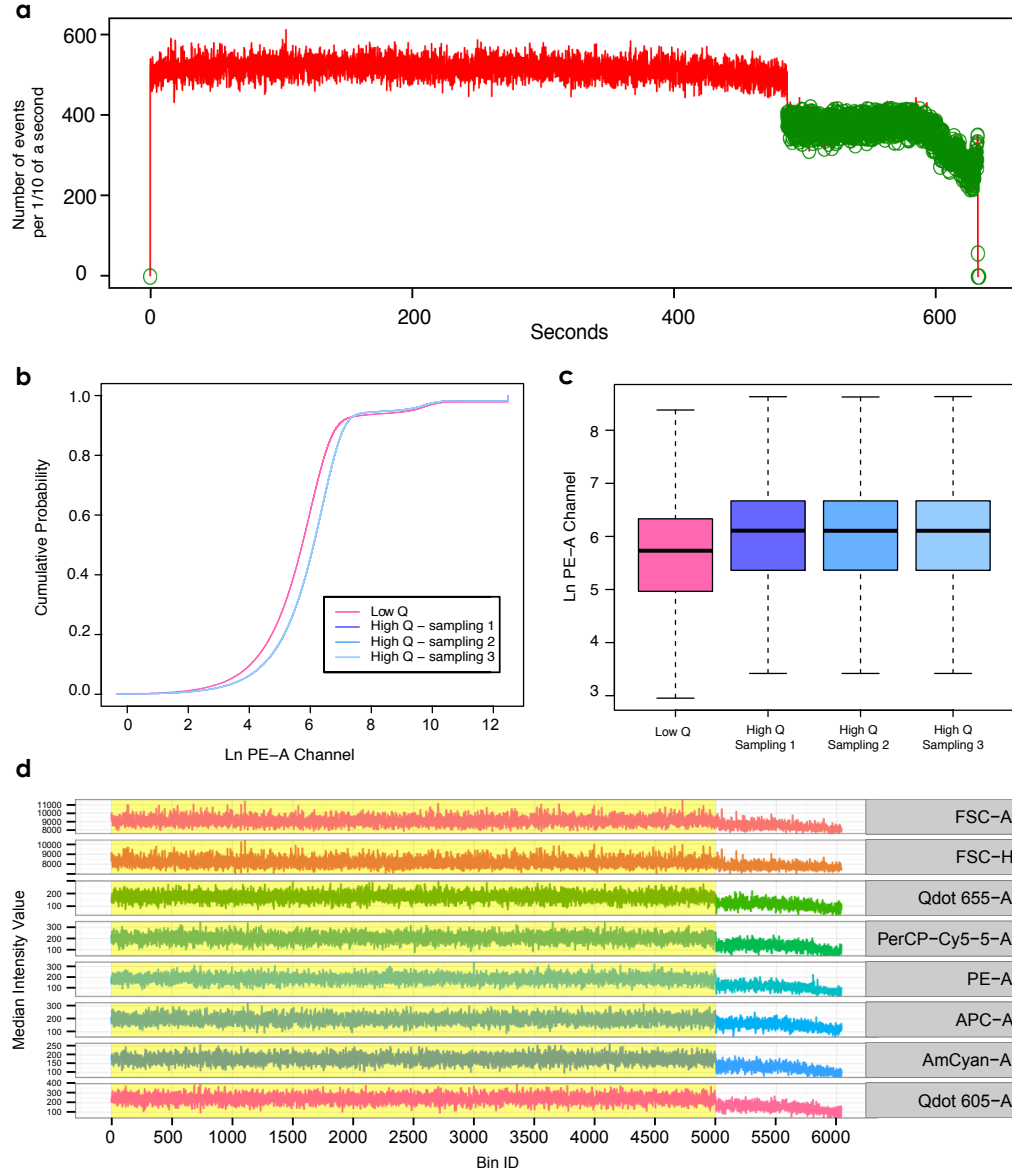 a
Number of events
per 1/10 of a second
600
400
200
0
0 200 400 600
Seconds
b
Cumulative Probability
1.0
0.8
0.6
0.4
0.2
0.0
Low Q
High Q − sampling 1
High Q − sampling 2
High Q − sampling 3
0 2 4 6 8 10 12
Ln PE−A Channel
c
Ln PE−A Channel
8
7
6
5
4
3
Low Q
High Q
Sampling 1
High Q
Sampling 2
High Q
Sampling 3
d
Median Intensity Value
11000
10000
9000
8000
FSC−A
10000
9000
8000
7000
FSC−H
200
100
Qdot 655−A
300
200
100
PerCP−Cy5−5−A
300
200
100
PE−A
300
200
100
APC−A
250
200
150
100
AmCyan−A
400
300
200
100
Qdot 605−A
0 500 1000 1500 2000 2500 3000 3500 4000 4500 5000 5500 6000
Bin ID